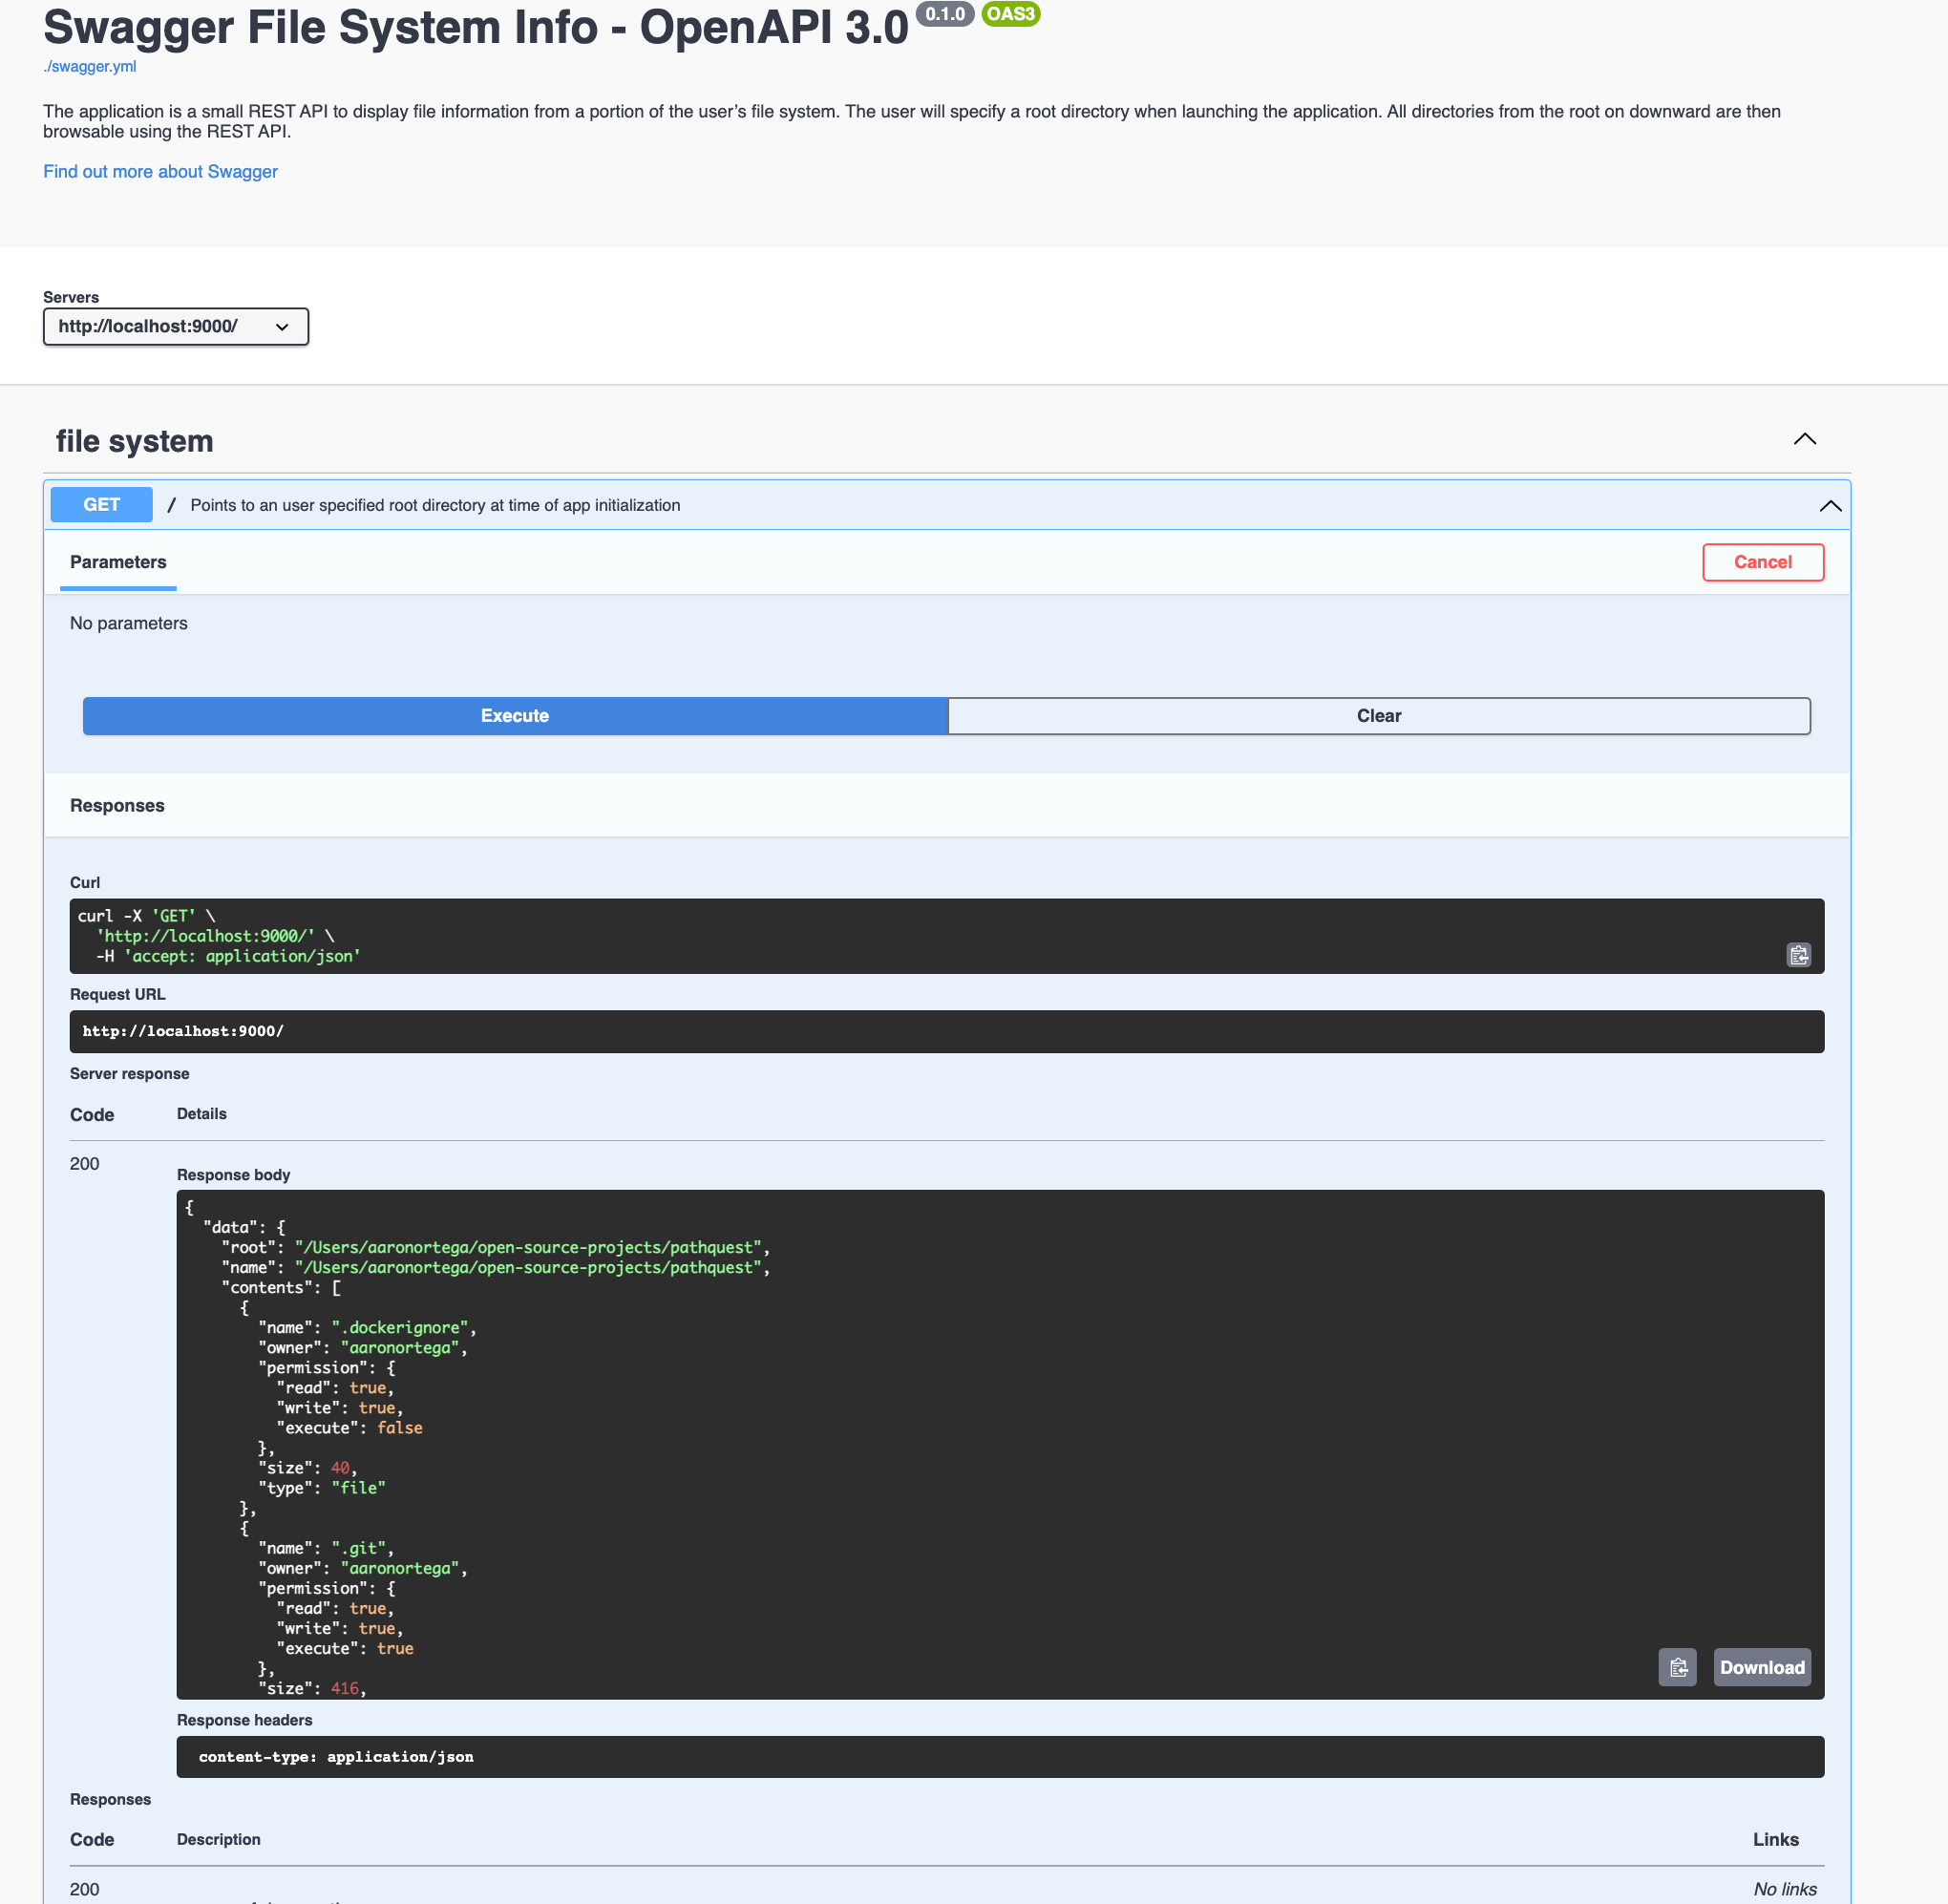 Swagger File System Info - OpenAPI 3.0 0.1.0 OAS3
./swagger.yml
The application is a small REST API to display file information from a portion of the user’s file system. The user will specify a root directory when launching the application. All directories from the root on downward are then
browsable using the REST API.
Find out more about Swagger
Servers
http://localhost:9000/
file system
GET / Points to an user specified root directory at time of app initialization
Parameters Cancel
No parameters
Execute Clear
Responses
Curl
curl -X 'GET' \
  'http://localhost:9000/' \
  -H 'accept: application/json'
Request URL
http://localhost:9000/
Server response
Code Details
200
Response body
{
  "data": {
    "root": "/Users/aaronortega/open-source-projects/pathquest",
    "name": "/Users/aaronortega/open-source-projects/pathquest",
    "contents": [
      {
        "name": ".dockerignore",
        "owner": "aaronortega",
        "permission": {
          "read": true,
          "write": true,
          "execute": false
        },
        "size": 40,
        "type": "file"
      },
      {
        "name": ".git",
        "owner": "aaronortega",
        "permission": {
          "read": true,
          "write": true,
          "execute": true
        },
        "size": 416,
Download
Response headers
content-type: application/json
Responses
Code Description Links
200 No links